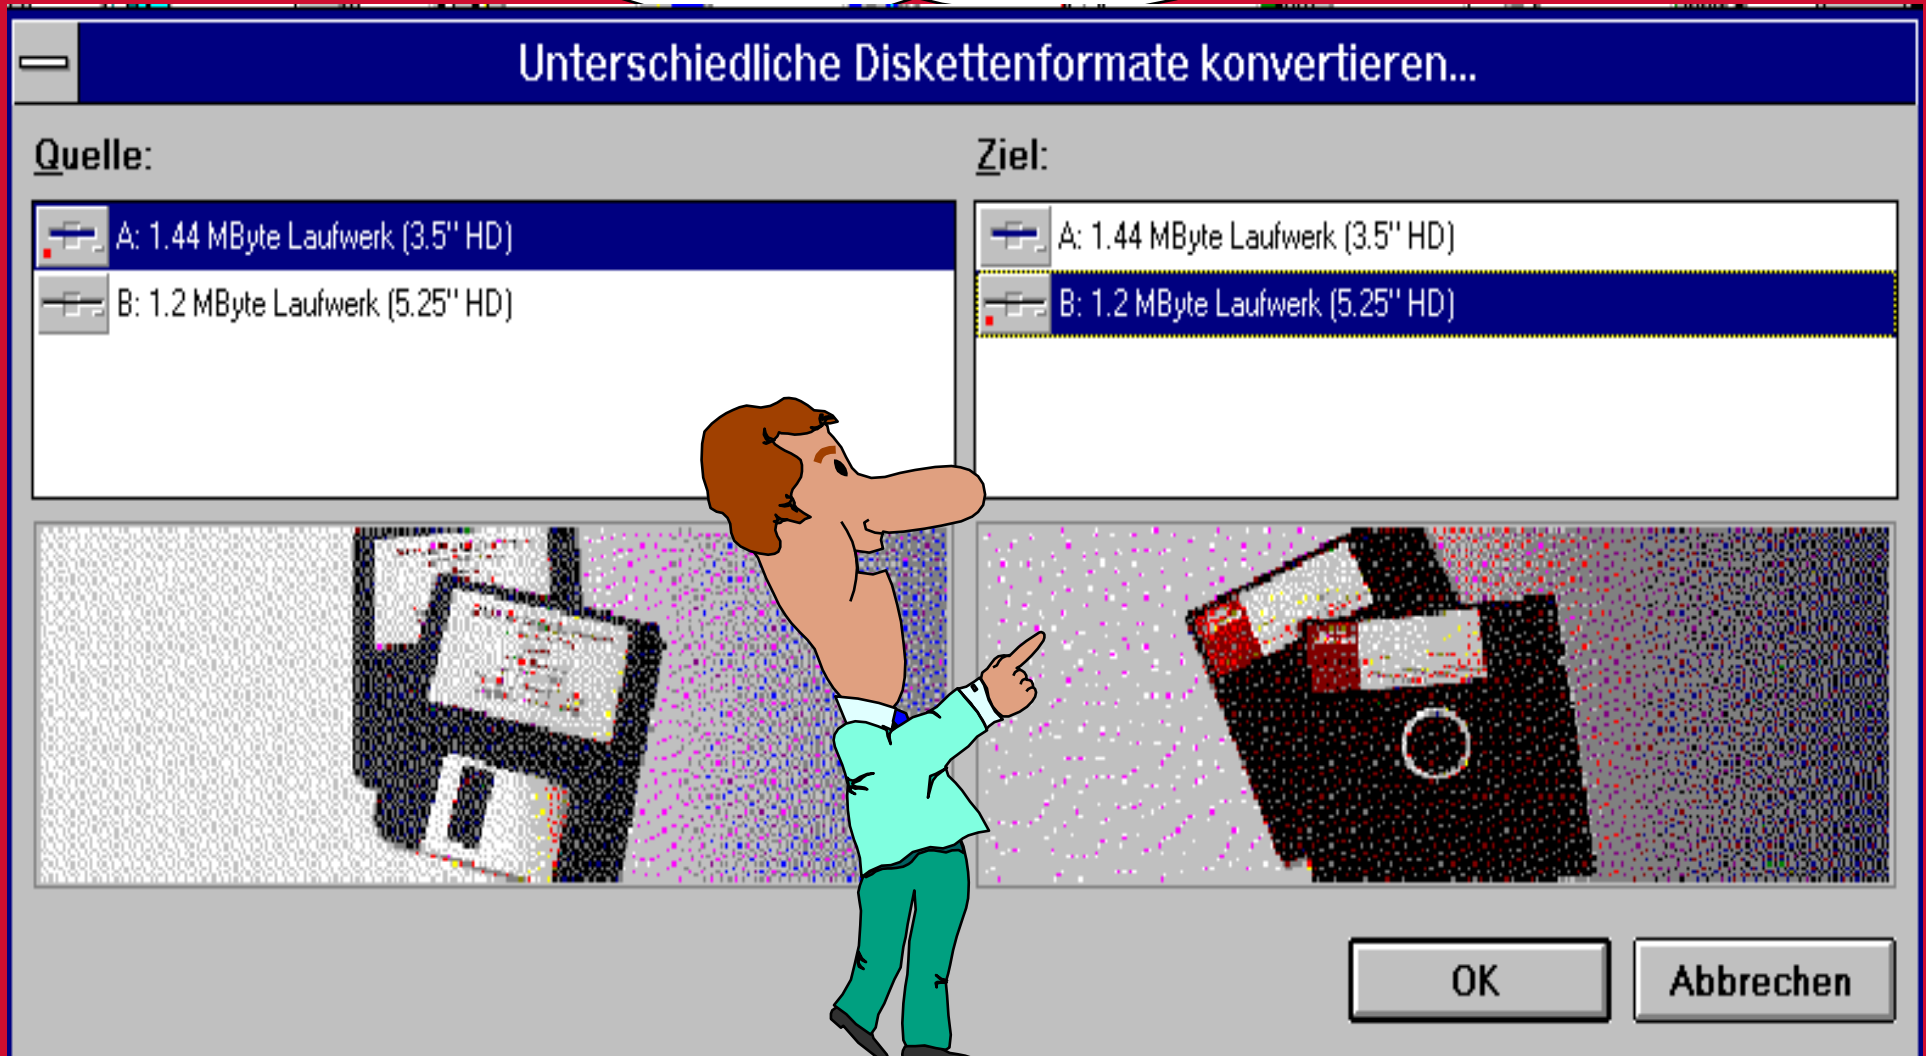 Unterschiedliche Diskettenformate konvertieren...
Quelle:
Ziel:
A: 1.44 MByte Laufwerk (3.5" HD)
B: 1.2 MByte Laufwerk (5.25" HD)
A: 1.44 MByte Laufwerk (3.5" HD)
B: 1.2 MByte Laufwerk (5.25" HD)
OK
Abbrechen